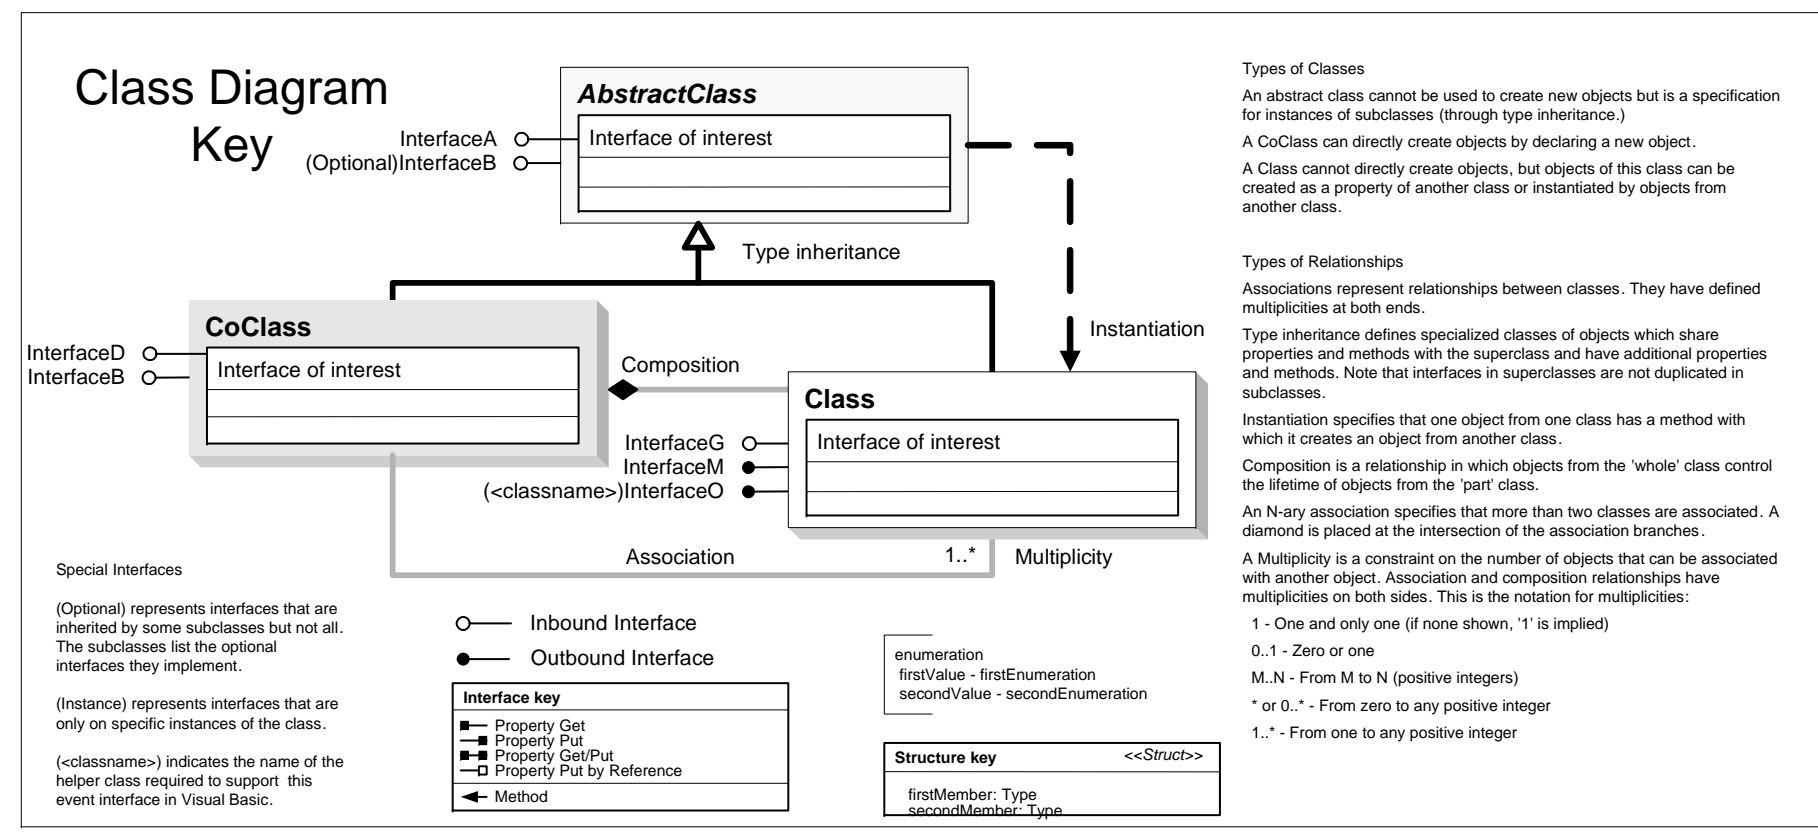 Class Diagram
Key
AbstractClass
Interface of interest
InterfaceA
(Optional)InterfaceB
Type inheritance
Instantiation
CoClass
Interface of interest
InterfaceD
InterfaceB
Composition
Class
Interface of interest
InterfaceG
InterfaceM
(<classname>)InterfaceO
Association
1..*
Multiplicity
Special Interfaces
(Optional) represents interfaces that are
inherited by some subclasses but not all.
The subclasses list the optional
interfaces they implement.
(Instance) represents interfaces that are
only on specific instances of the class.
(<classname>) indicates the name of the
helper class required to support this
event interface in Visual Basic.
Inbound Interface
Outbound Interface
Interface key
Property Get
Property Put
Property Get/Put
Property Put by Reference
Method
enumeration
firstValue - firstEnumeration
secondValue - secondEnumeration
Structure key <<Struct>>
firstMember: Type
secondMember: Type
Types of Classes
An abstract class cannot be used to create new objects but is a specification
for instances of subclasses (through type inheritance.)
A CoClass can directly create objects by declaring a new object.
A Class cannot directly create objects, but objects of this class can be
created as a property of another class or instantiated by objects from
another class.
Types of Relationships
Associations represent relationships between classes. They have defined
multiplicities at both ends.
Type inheritance defines specialized classes of objects which share
properties and methods with the superclass and have additional properties
and methods. Note that interfaces in superclasses are not duplicated in
subclasses.
Instantiation specifies that one object from one class has a method with
which it creates an object from another class.
Composition is a relationship in which objects from the 'whole' class control
the lifetime of objects from the 'part' class.
An N-ary association specifies that more than two classes are associated. A
diamond is placed at the intersection of the association branches.
A Multiplicity is a constraint on the number of objects that can be associated
with another object. Association and composition relationships have
multiplicities on both sides. This is the notation for multiplicities:
1 - One and only one (if none shown, '1' is implied)
0..1 - Zero or one
M..N - From M to N (positive integers)
* or 0..* - From zero to any positive integer
1..* - From one to any positive integer